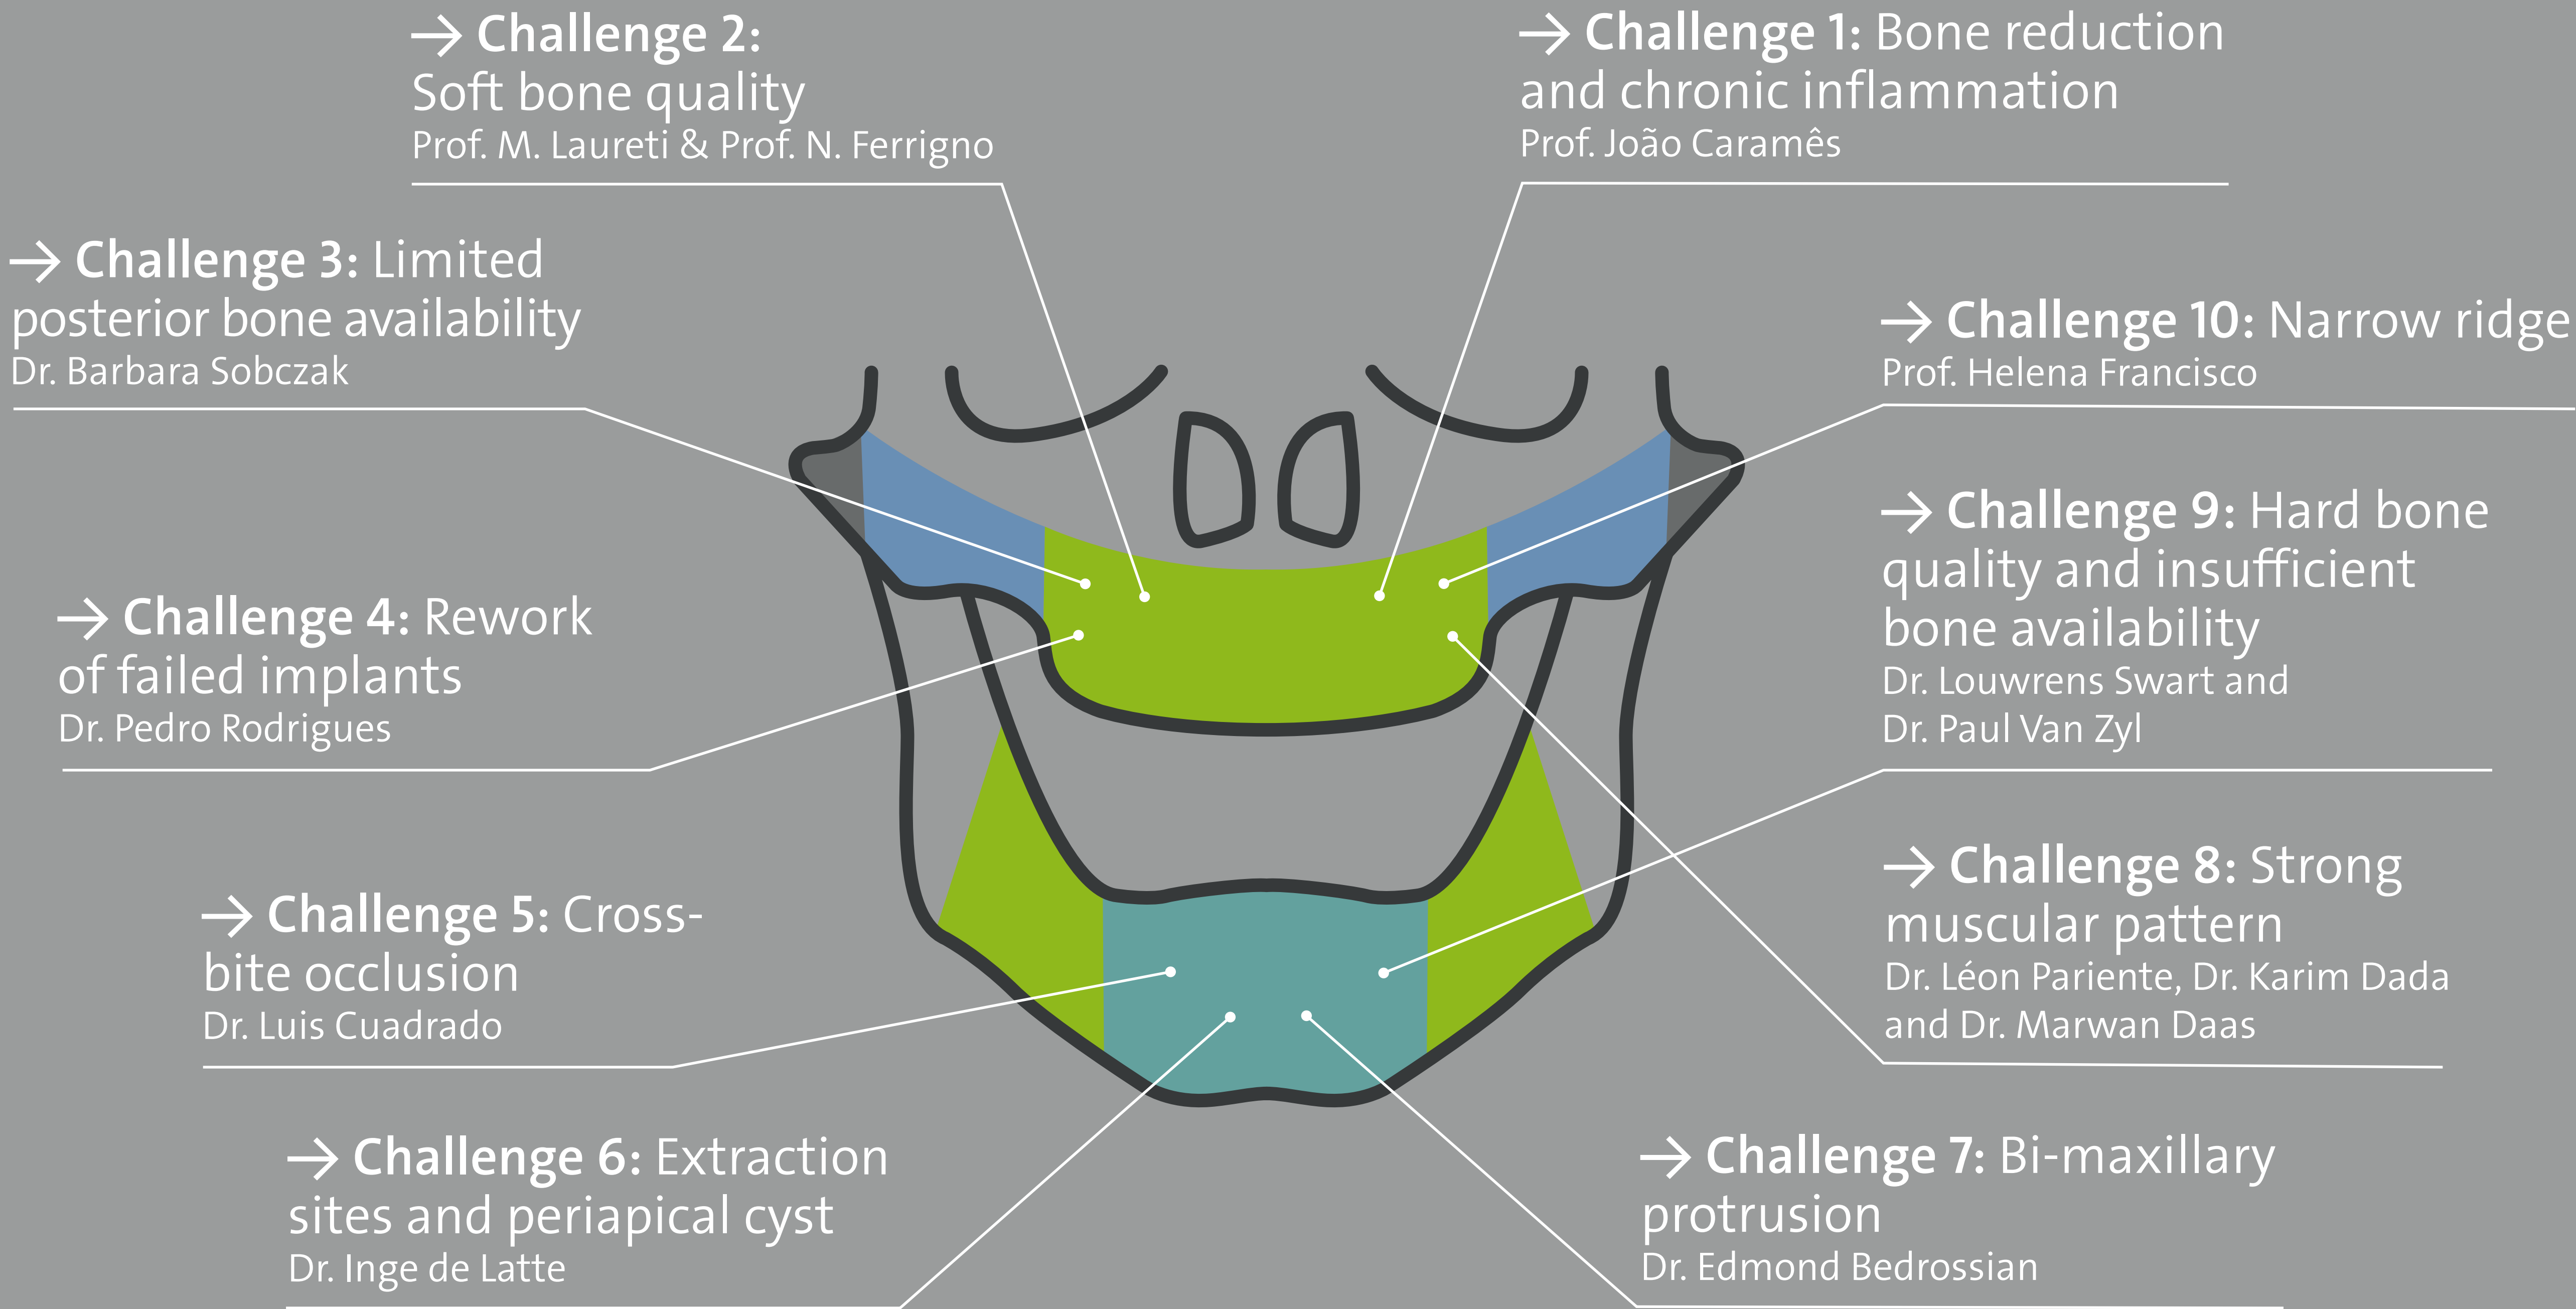 → Challenge 2:
Soft bone quality
Prof. M. Laureti & Prof. N. Ferrigno
→ Challenge 1: Bone reduction
and chronic inflammation
Prof. João Caramês
→ Challenge 3: Limited
posterior bone availability
Dr. Barbara Sobczak
→ Challenge 10: Narrow ridge
Prof. Helena Francisco
→ Challenge 4: Rework
of failed implants
Dr. Pedro Rodrigues
→ Challenge 9: Hard bone
quality and insufficient
bone availability
Dr. Louwrens Swart and
Dr. Paul Van Zyl
→ Challenge 5: Cross-
bite occlusion
Dr. Luis Cuadrado
→ Challenge 8: Strong
muscular pattern
Dr. Léon Pariente, Dr. Karim Dada
and Dr. Marwan Daas
→ Challenge 6: Extraction
sites and periapical cyst
Dr. Inge de Latte
→ Challenge 7: Bi-maxillary
protrusion
Dr. Edmond Bedrossian